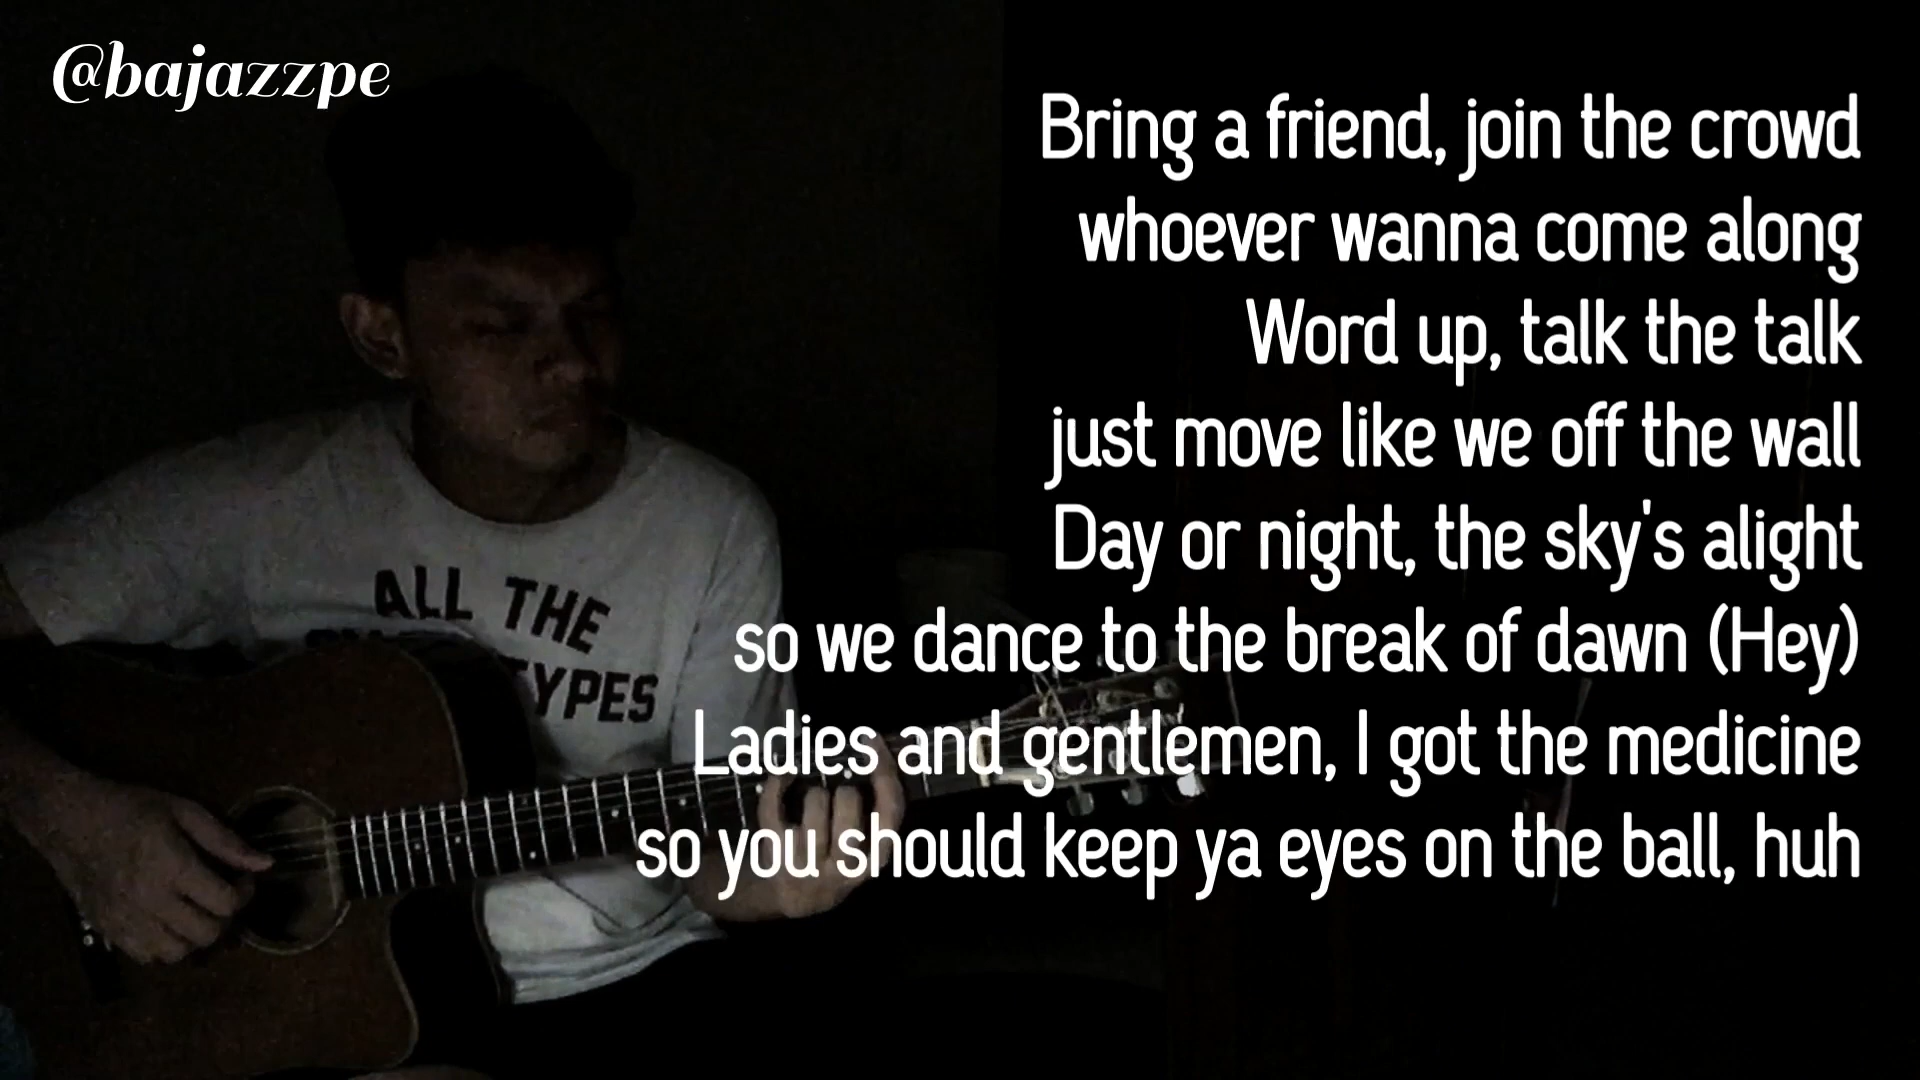 @bajazzpe
Bring a friend, join the crowd
whoever wanna come along
Word up, talk the talk
just move like we off the wall
Day or night, the sky's alight
so we dance to the break of dawn (Hey)
Ladies and gentlemen, I got the medicine
so you should keep ya eyes on the ball, huh
ALL THE